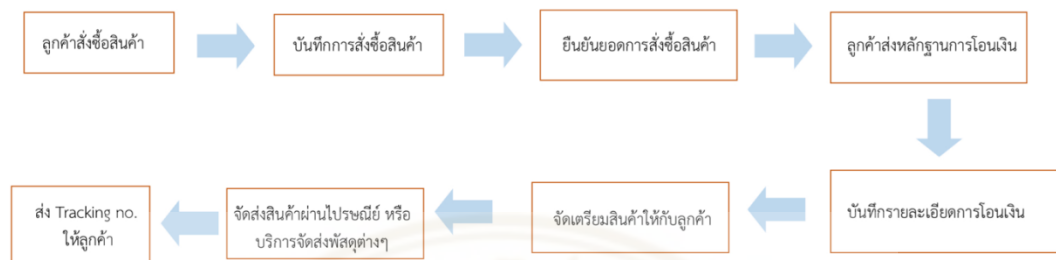 ลูกค้าสั่งซื้อสินค้า
บันทึกการสั่งซื้อสินค้า
ยืนยันยอดการสั่งซื้อสินค้า
ลูกค้าส่งหลักฐานการโอนเงิน
บันทึกรายละเอียดการโอนเงิน
จัดเตรียมสินค้าให้กับลูกค้า
จัดส่งสินค้าผ่านไปรษณีย์ หรือ
บริการจัดส่งพัสดุต่างๆ
ส่ง Tracking no.
ให้ลูกค้า